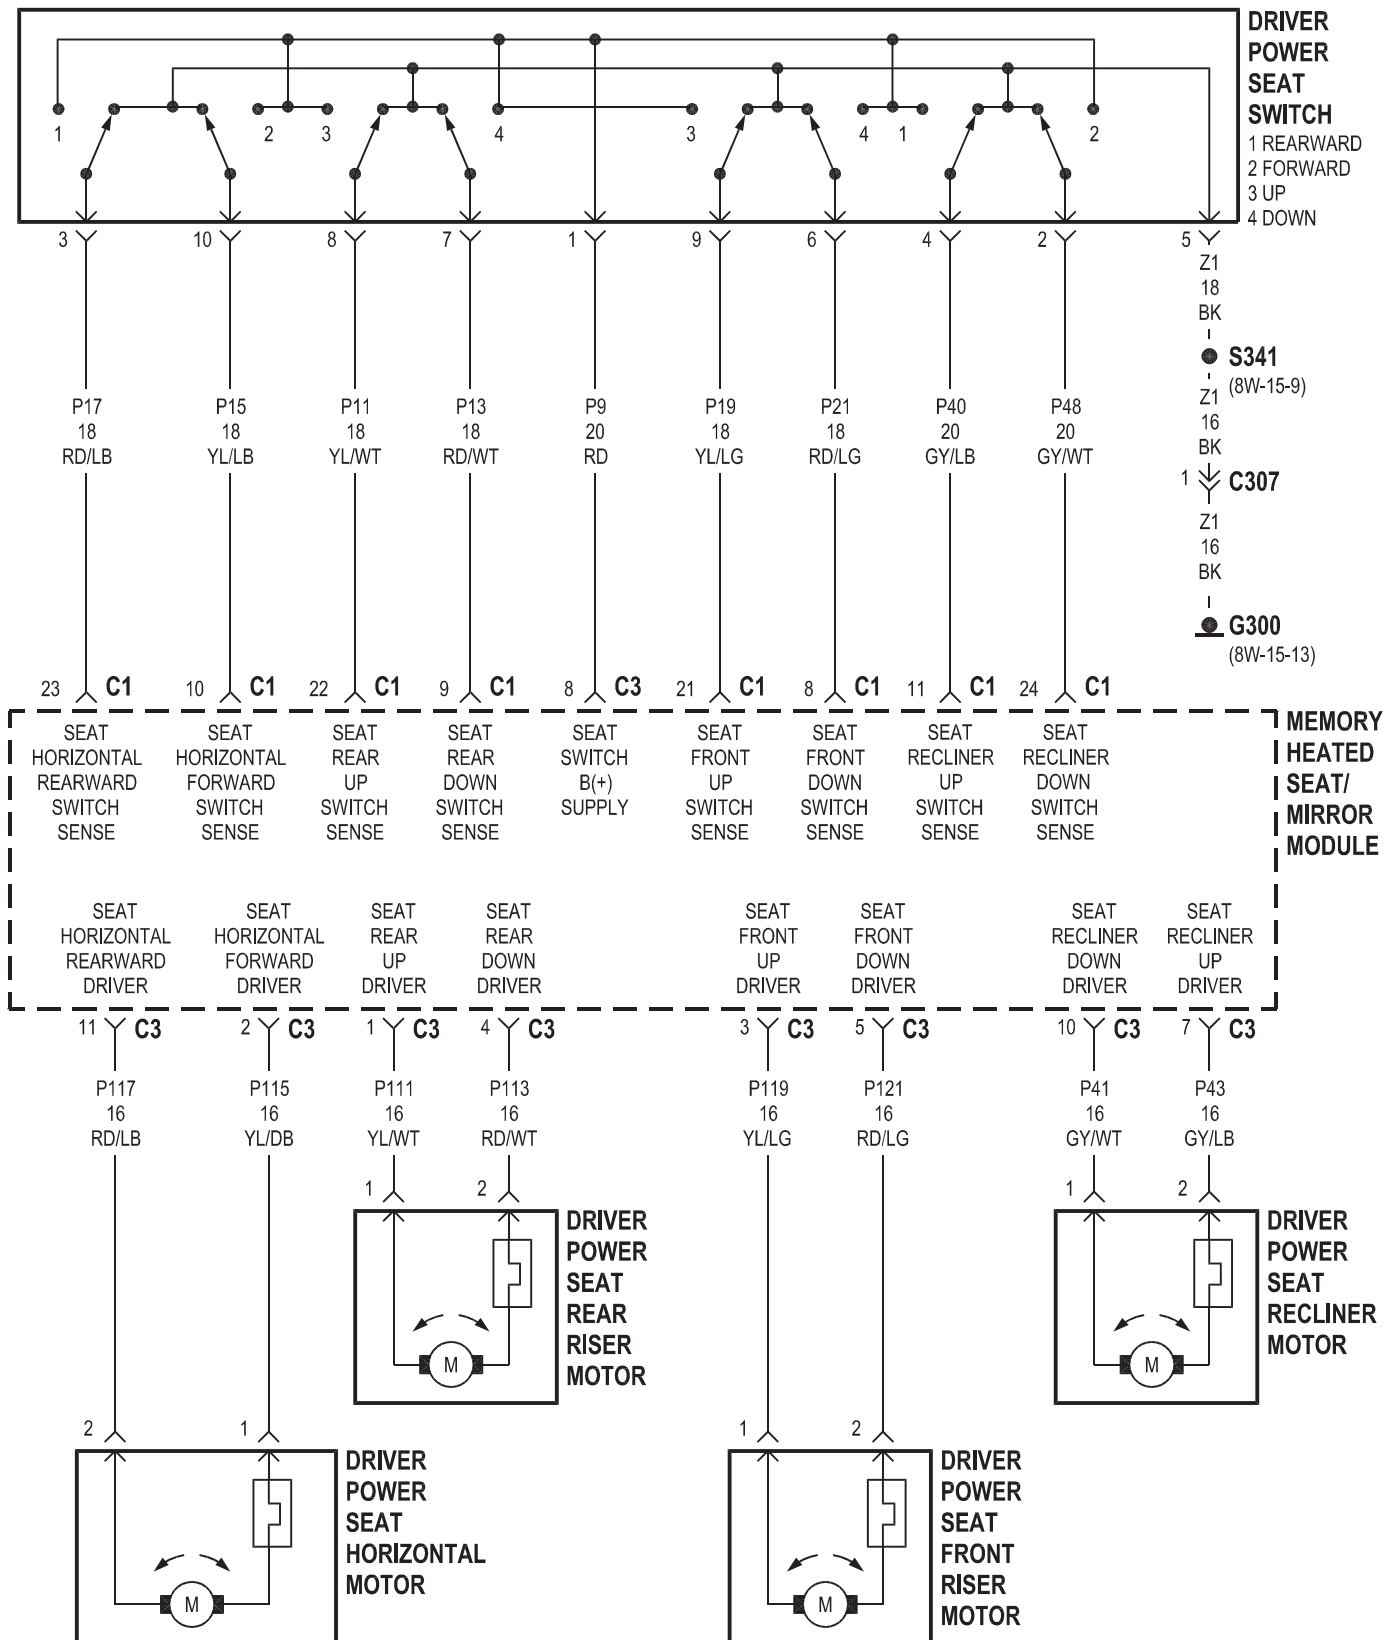 DRIVER
POWER
SEAT
SWITCH
1 REARWARD
2 FORWARD
3 UP
4 DOWN
1 2 3 4 3 4 1 2
3 10 8 7 1 9 6 4 2 5
Z1
18
BK
S341
(8W-15-9)
Z1
16
BK
1 C307
Z1
16
BK
G300
(8W-15-13)
P17 P15 P11 P13 P9 P19 P21 P40 P48
18 18 18 18 20 18 18 20 20
RD/LB YL/LB YL/WT RD/WT RD YL/LG RD/LG GY/LB GY/WT
23 C1 10 C1 22 C1 9 C1 8 C3 21 C1 8 C1 11 C1 24 C1
SEAT SEAT SEAT SEAT SEAT SEAT SEAT SEAT SEAT
HORIZONTAL HORIZONTAL REAR REAR SWITCH FRONT FRONT RECLINER RECLINER
REARWARD FORWARD UP DOWN B(+) UP DOWN UP DOWN
SWITCH SWITCH SWITCH SWITCH SUPPLY SWITCH SWITCH SWITCH SWITCH
SENSE SENSE SENSE SENSE SENSE SENSE SENSE SENSE
MEMORY
HEATED
SEAT/
MIRROR
MODULE
SEAT SEAT SEAT SEAT SEAT SEAT SEAT SEAT
HORIZONTAL HORIZONTAL REAR REAR FRONT FRONT RECLINER RECLINER
REARWARD FORWARD UP DOWN UP DOWN DOWN UP
DRIVER DRIVER DRIVER DRIVER DRIVER DRIVER DRIVER DRIVER
11 C3 2 C3 1 C3 4 C3 3 C3 5 C3 10 C3 7 C3
P117 P115 P111 P113 P119 P121 P41 P43
16 16 16 16 16 16 16 16
RD/LB YL/DB YL/WT RD/WT YL/LG RD/LG GY/WT GY/LB
1 2
DRIVER
POWER
SEAT
REAR
RISER
MOTOR
M
1 2
DRIVER
POWER
SEAT
RECLINER
MOTOR
M
2 1
DRIVER
POWER
SEAT
HORIZONTAL
MOTOR
M
1 2
DRIVER
POWER
SEAT
FRONT
RISER
MOTOR
M